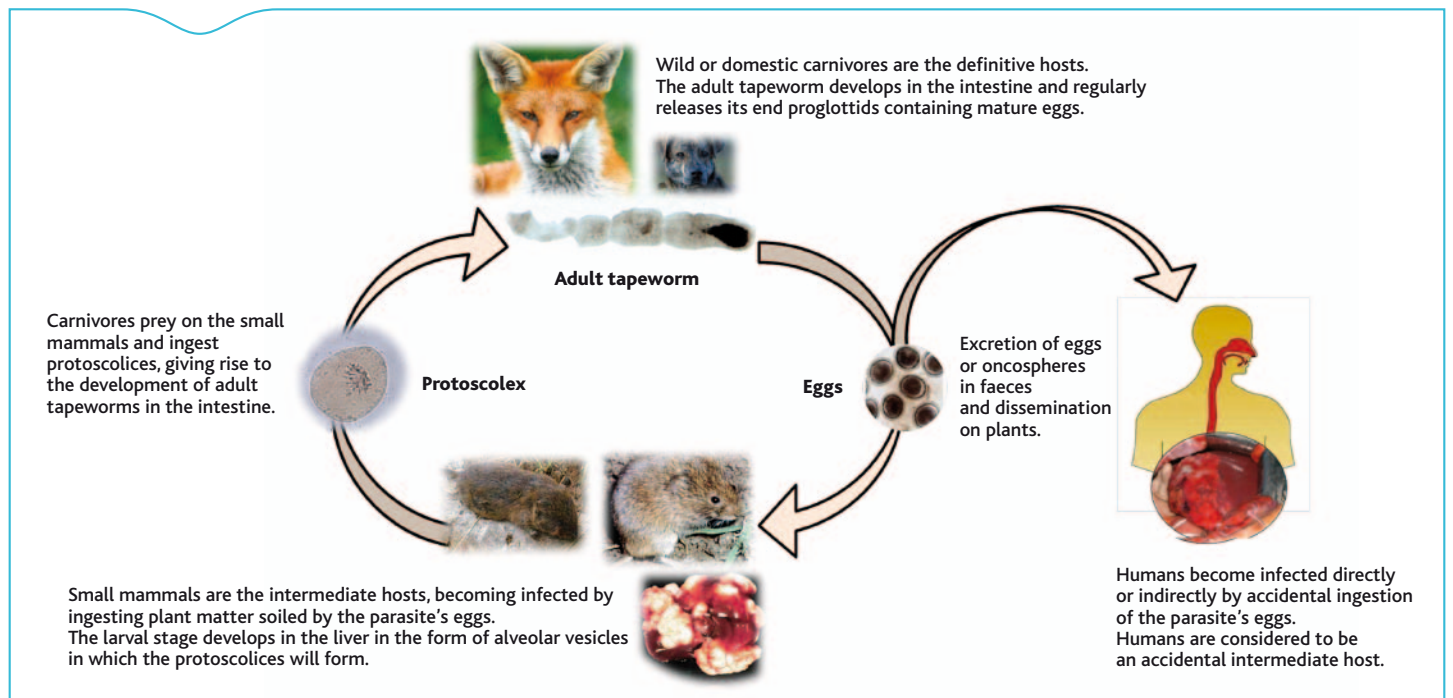 Wild or domestic carnivores are the definitive hosts.
The adult tapeworm develops in the intestine and regularly
releases its end proglottids containing mature eggs.
Adult tapeworm
Carnivores prey on the small
mammals and ingest
protoscolices, giving rise to
the development of adult
tapeworms in the intestine.
Protoscolex
Eggs
Excretion of eggs
or oncospheres
in faeces
and dissemination
on plants.
Small mammals are the intermediate hosts, becoming infected by
ingesting plant matter soiled by the parasite's eggs.
The larval stage develops in the liver in the form of alveolar vesicles
in which the protoscolices will form.
Humans become infected directly
or indirectly by accidental ingestion
of the parasite's eggs.
Humans are considered to be
an accidental intermediate host.